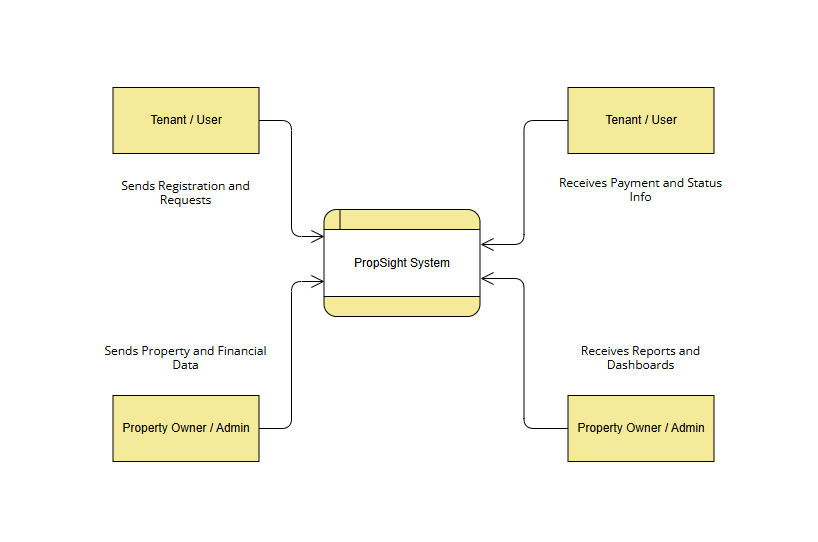 Tenant / User
Tenant / User
Sends Registration and
Requests
Receives Payment and Status
Info
PropSight System
Sends Property and Financial
Data
Receives Reports and
Dashboards
Property Owner / Admin
Property Owner / Admin